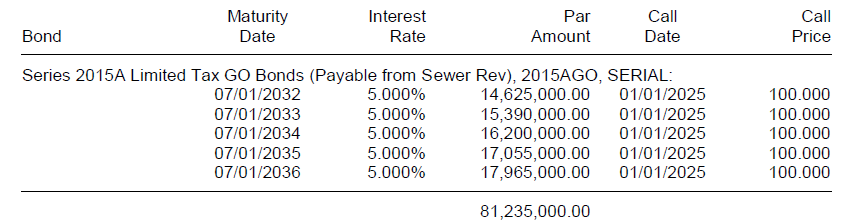 Maturity Interest Par Call Call
Bond Date Rate Amount Date Price
Series 2015A Limited Tax GO Bonds (Payable from Sewer Rev), 2015AGO, SERIAL:
07/01/2032 5.000% 14,625,000.00 01/01/2025 100.000
07/01/2033 5.000% 15,390,000.00 01/01/2025 100.000
07/01/2034 5.000% 16,200,000.00 01/01/2025 100.000
07/01/2035 5.000% 17,055,000.00 01/01/2025 100.000
07/01/2036 5.000% 17,965,000.00 01/01/2025 100.000
81,235,000.00